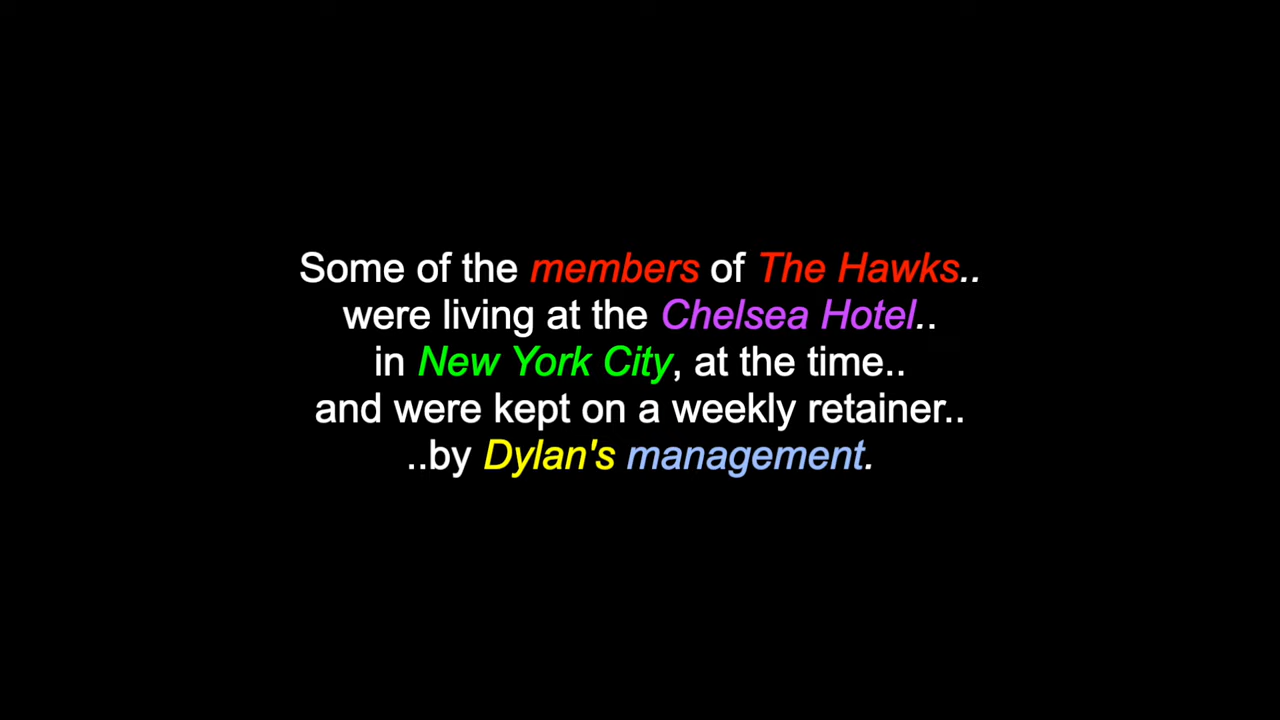 Some of the members of The Hawks..
were living at the Chelsea Hotel..
in New York City, at the time..
and were kept on a weekly retainer..
..by Dylan's management.